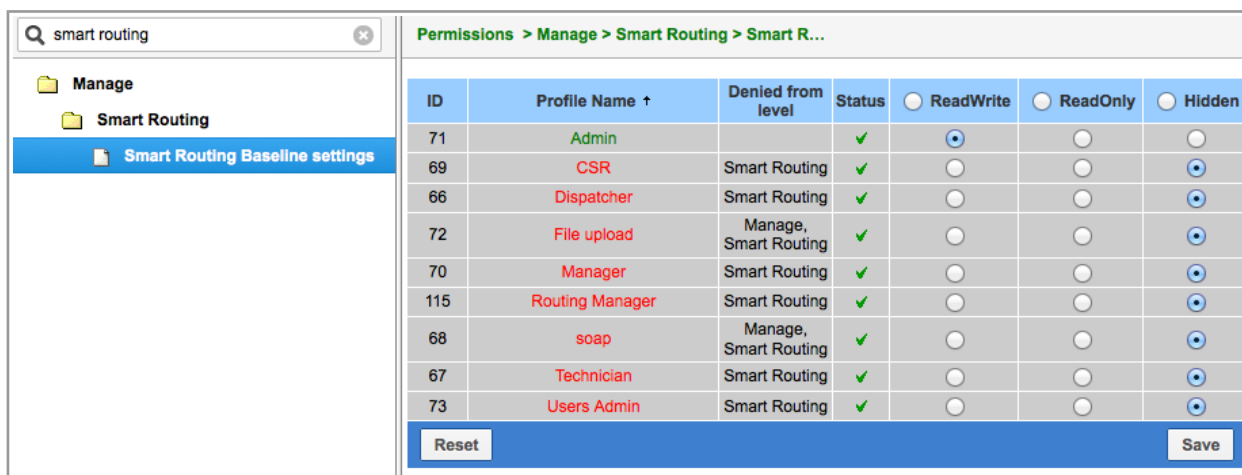 smart routing
Manage
Smart Routing
Smart Routing Baseline settings
Permissions > Manage > Smart Routing > Smart R...
ID Profile Name ↑ Denied from level Status ReadWrite ReadOnly Hidden
71 Admin
69 CSR Smart Routing
66 Dispatcher Smart Routing
72 File upload Manage, Smart Routing
70 Manager Smart Routing
115 Routing Manager Smart Routing
68 soap Manage, Smart Routing
67 Technician Smart Routing
73 Users Admin Smart Routing
Reset Save